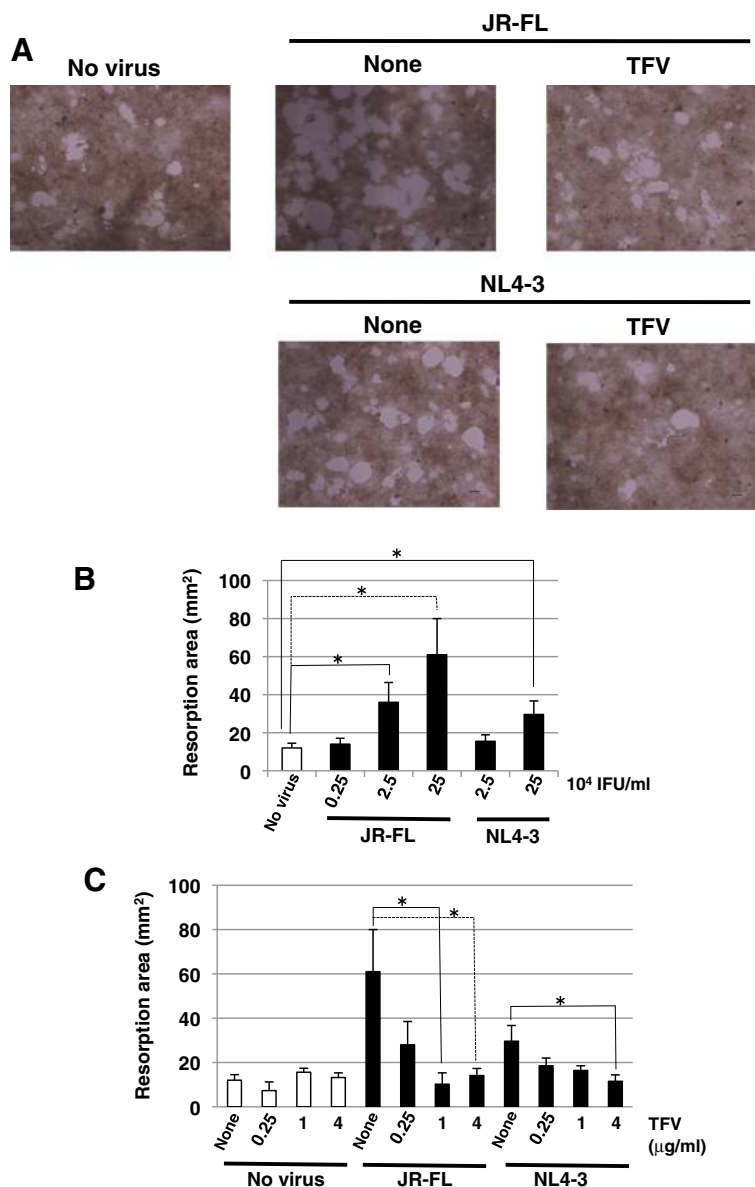 A
JR-FL
No virus
None
TFV
NL4-3
None
TFV
B
Resorption area (mm²)
100
80
60
40
20
0
*
*
*
No virus
0.25
2.5
25
2.5
25
10⁴ IFU/ml
JR-FL
NL4-3
C
Resorption area (mm²)
100
80
60
40
20
0
*
*
*
None
0.25
1
4
None
0.25
1
4
None
0.25
1
4
TFV
(μg/ml)
No virus
JR-FL
NL4-3